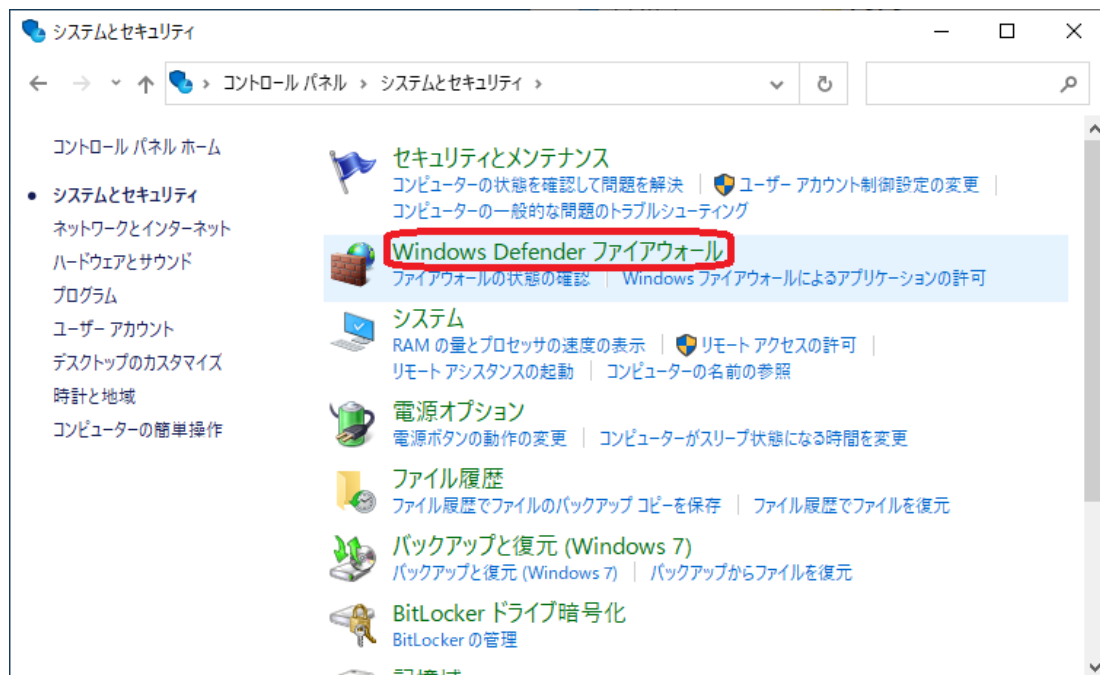 システムとセキュリティ
コントロール パネル › システムとセキュリティ ›
コントロール パネル ホーム
システムとセキュリティ
ネットワークとインターネット
ハードウェアとサウンド
プログラム
ユーザー アカウント
デスクトップのカスタマイズ
時計と地域
コンピューターの簡単操作
セキュリティとメンテナンス
コンピューターの状態を確認して問題を解決 ユーザー アカウント制御設定の変更
コンピューターの一般的な問題のトラブルシューティング
Windows Defender ファイアウォール
ファイアウォールの状態の確認 Windows ファイアウォールによるアプリケーションの許可
システム
RAM の量とプロセッサの速度の表示 リモート アクセスの許可
リモート アシスタンスの起動 コンピューターの名前の参照
電源オプション
電源ボタンの動作の変更 コンピューターがスリープ状態になる時間を変更
ファイル履歴
ファイル履歴でファイルのバックアップ コピーを保存 ファイル履歴でファイルを復元
バックアップと復元 (Windows 7)
バックアップと復元 (Windows 7) バックアップからファイルを復元
BitLocker ドライブ暗号化
BitLocker の管理